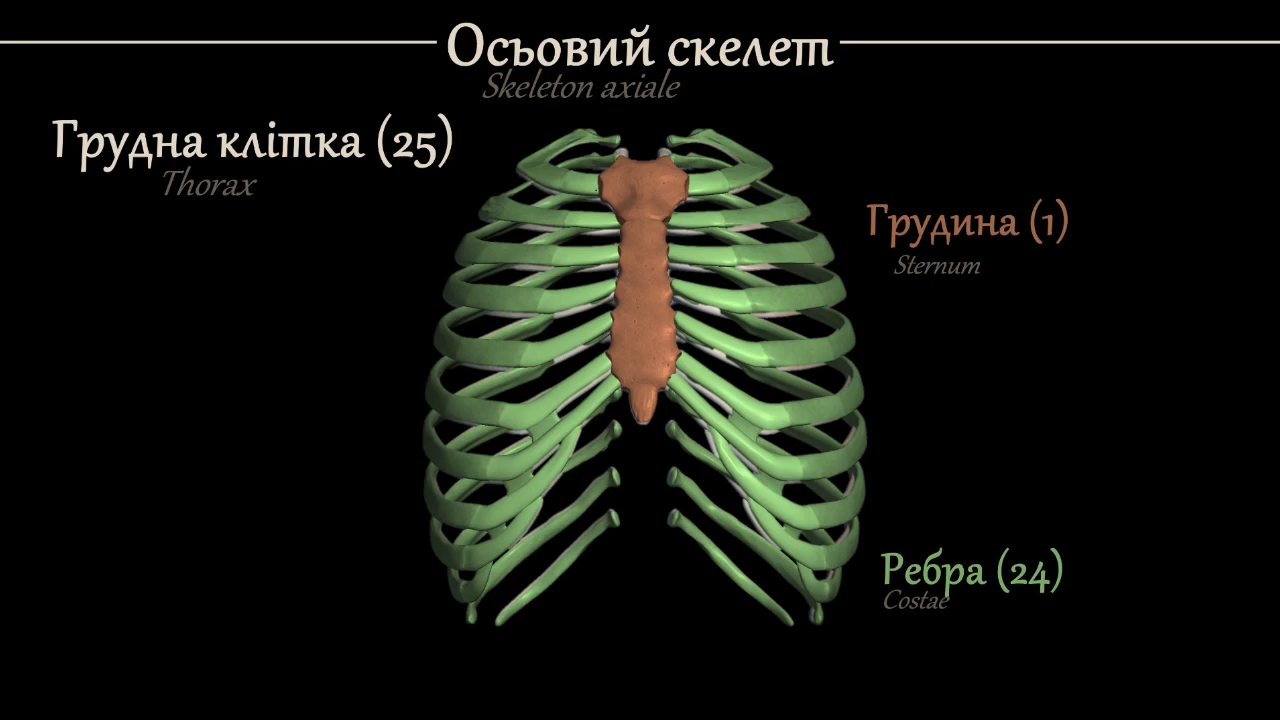 Осьовий скелет
Skeleton axiale
Грудна клітка (25)
Thorax
Грудина (1)
Sternum
Ребра (24)
Costae